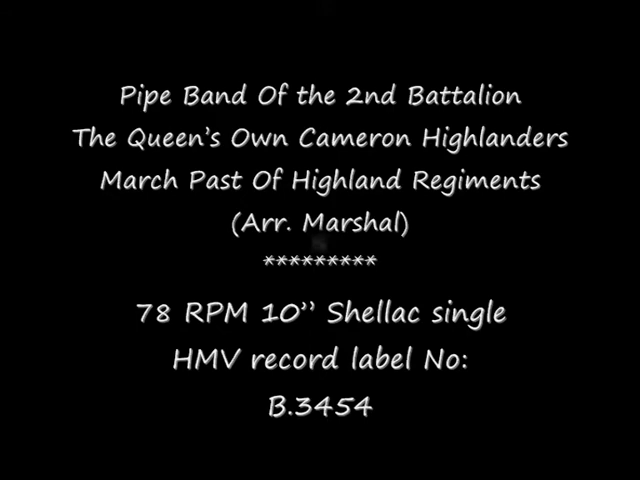 Pipe Band Of the 2nd Battalion
The Queen's Own Cameron Highlanders
March Past Of Highland Regiments
(Arr. Marshal)
*********
78 RPM 10” Shellac single
HMV record label No:
B.3454